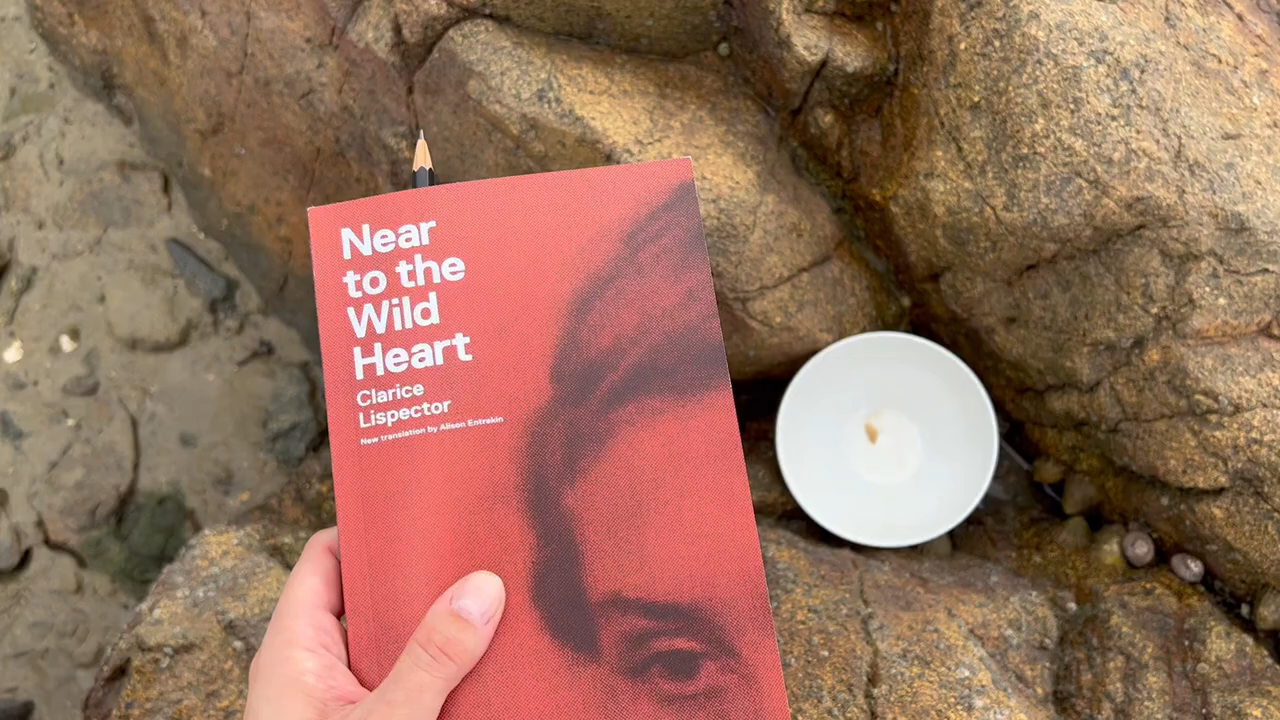 Near
to the
Wild
Heart
Clarice
Lispector
New translation by Alison Entrekin